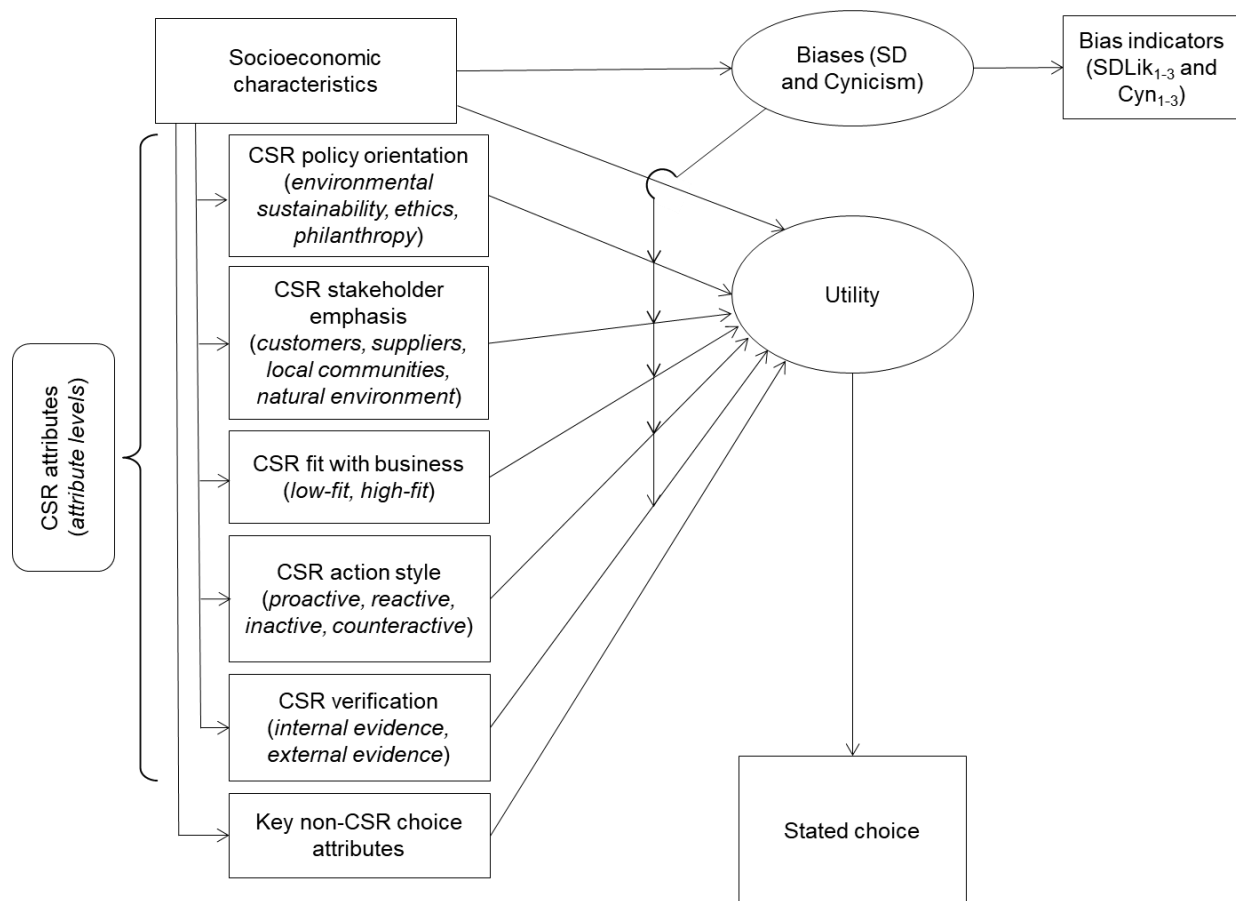 Socioeconomic
characteristics
Biases (SD
and Cynicism)
Bias indicators
(SDLik1-3 and
Cyn1-3)
CSR policy orientation
(environmental
sustainability, ethics,
philanthropy)
CSR stakeholder
emphasis
(customers, suppliers,
local communities,
natural environment)
Utility
CSR attributes
(attribute levels)
CSR fit with business
(low-fit, high-fit)
CSR action style
(proactive, reactive,
inactive, counteractive)
CSR verification
(internal evidence,
external evidence)
Key non-CSR choice
attributes
Stated choice